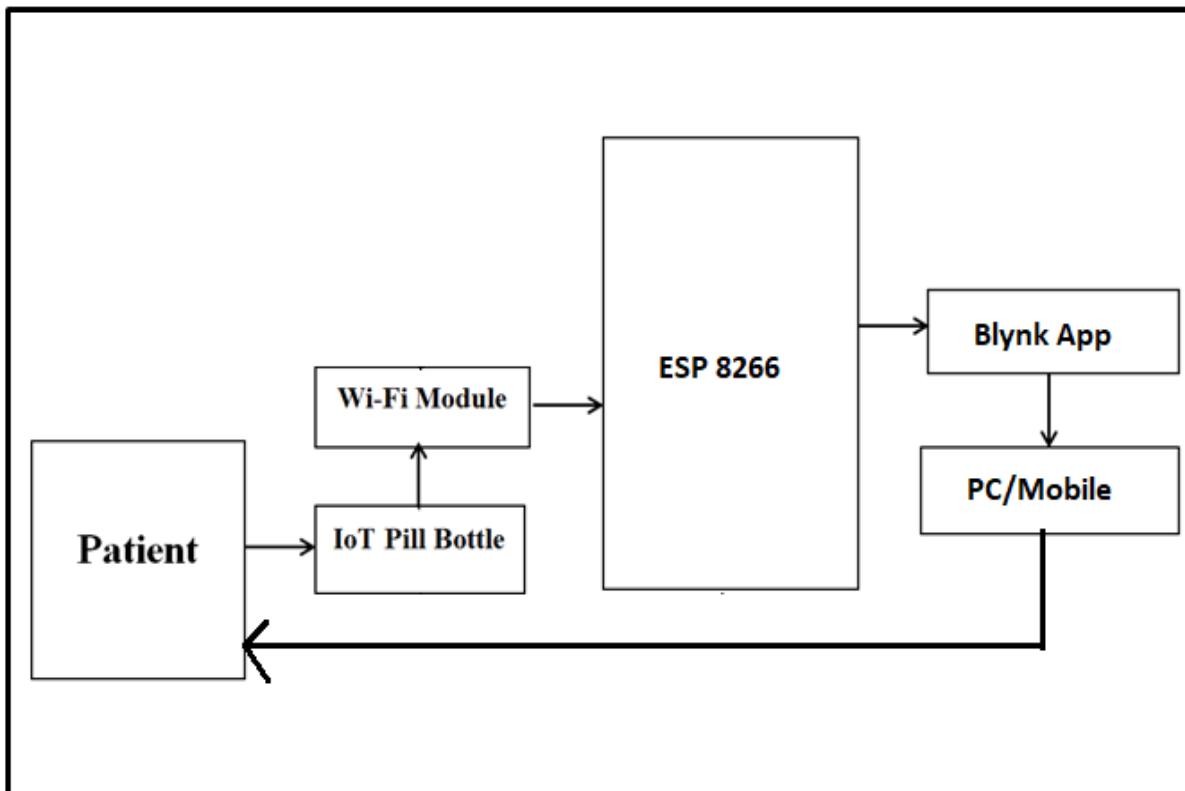 Patient
IoT Pill Bottle
Wi-Fi Module
ESP 8266
Blynk App
PC/Mobile